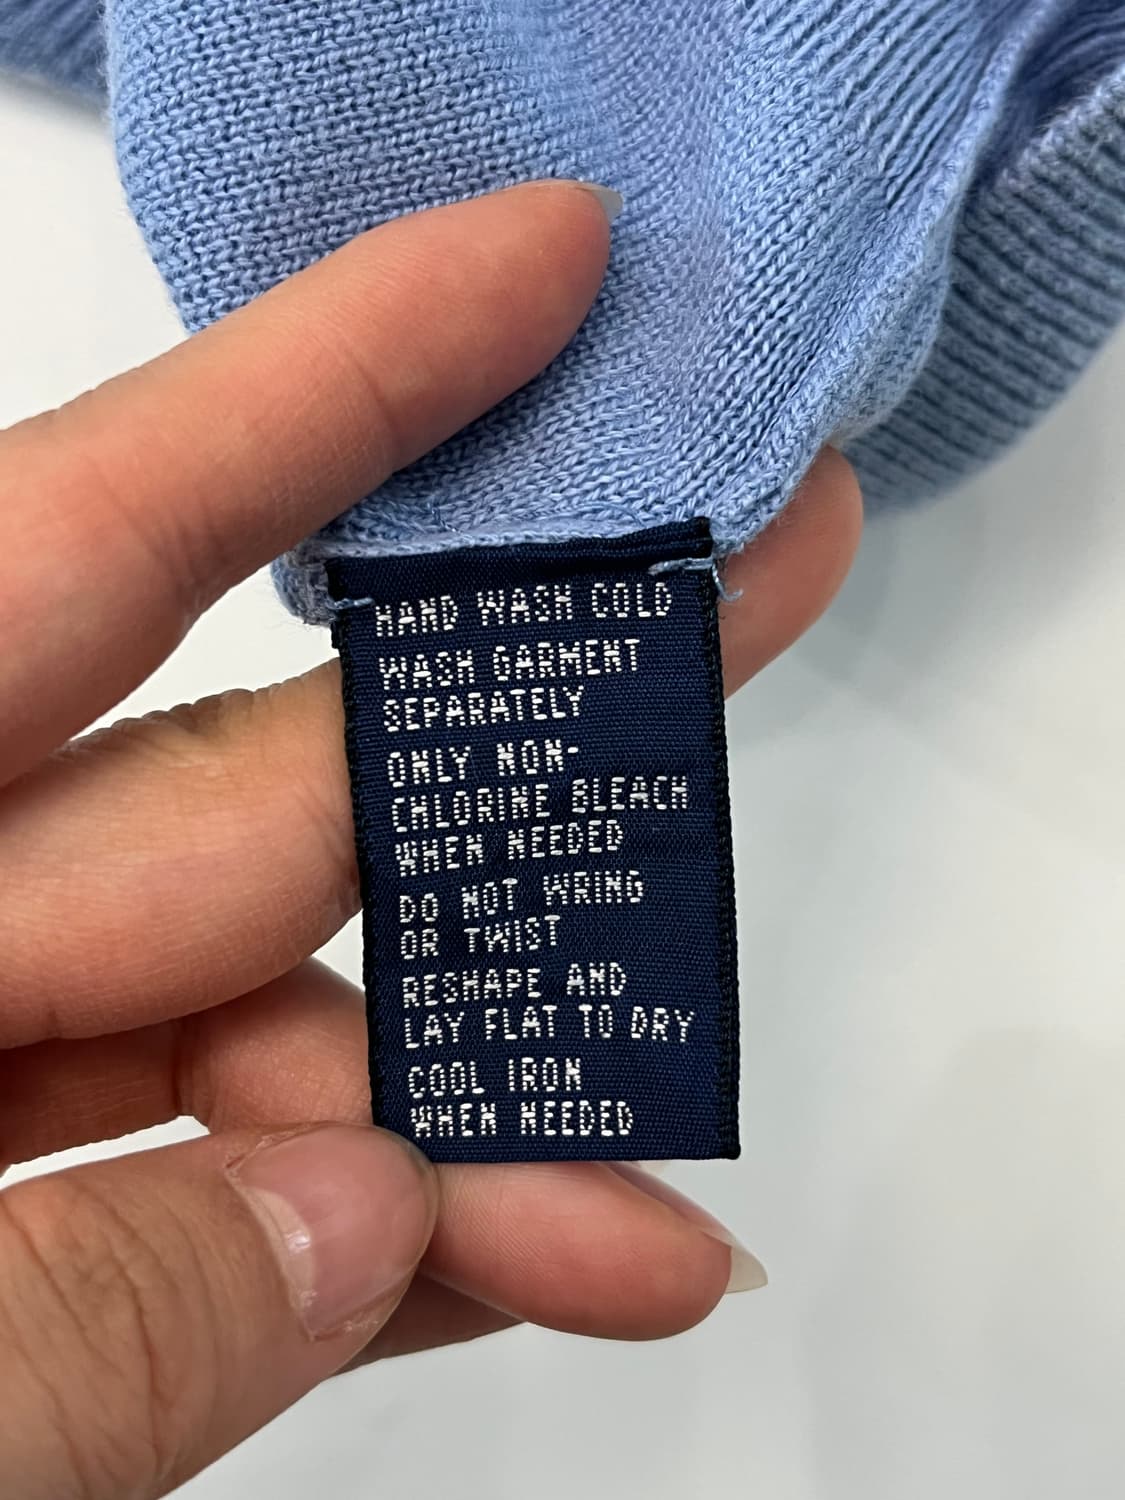 HAND WASH COLD
WASH GARMENT
SEPARATELY
ONLY NON-
CHLORINE BLEACH
WHEN NEEDED
DO NOT WRING
OR TWIST
RESHAPE AND
LAY FLAT TO DRY
COOL IRON
WHEN NEEDED